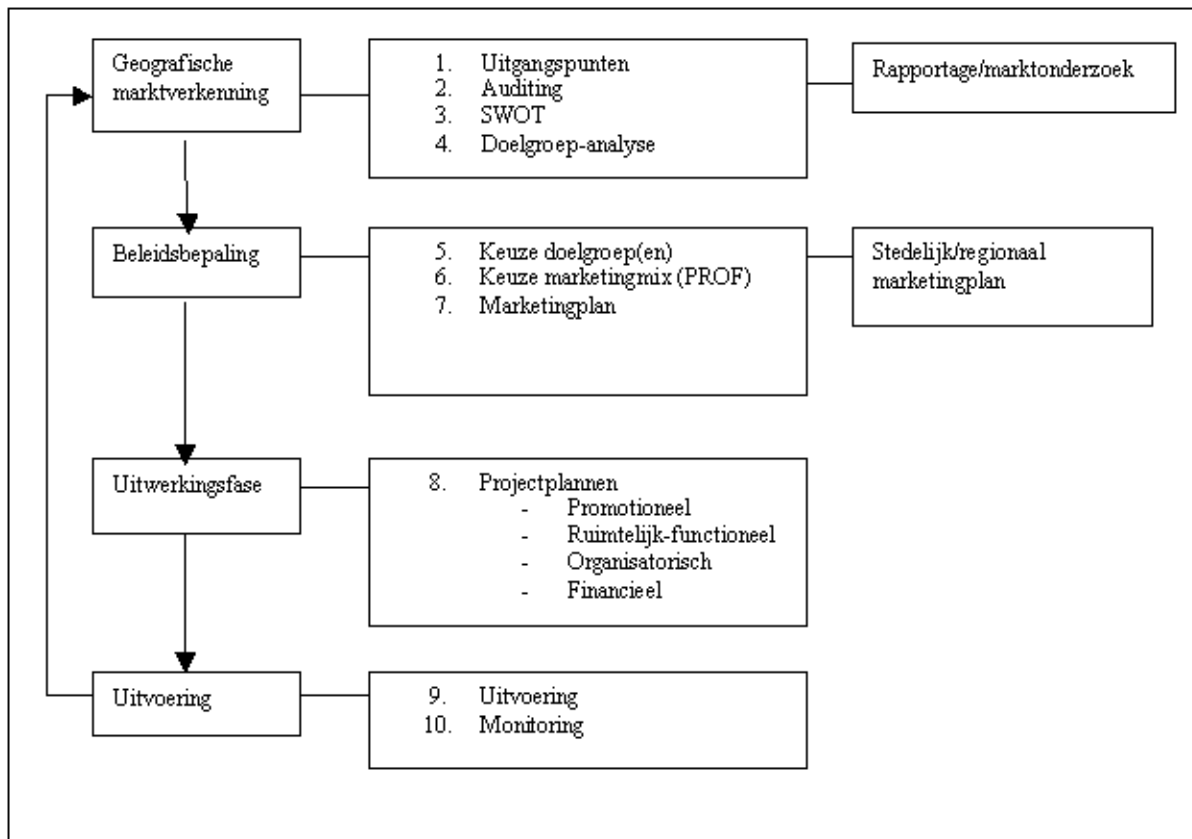 Geografische
marktverkenning
1. Uitgangspunten
2. Auditing
3. SWOT
4. Doelgroep-analyse
Rapportage/marktonderzoek
Beleidsbepaling
5. Keuze doelgroep(en)
6. Keuze marketingmix (PROF)
7. Marketingplan
Stedelijk/regionaal
marketingplan
Uitwerkingsfase
8. Projectplannen
- Promotioneel
- Ruimtelijk-functioneel
- Organisatorisch
- Financieel
Uitvoering
9. Uitvoering
10. Monitoring